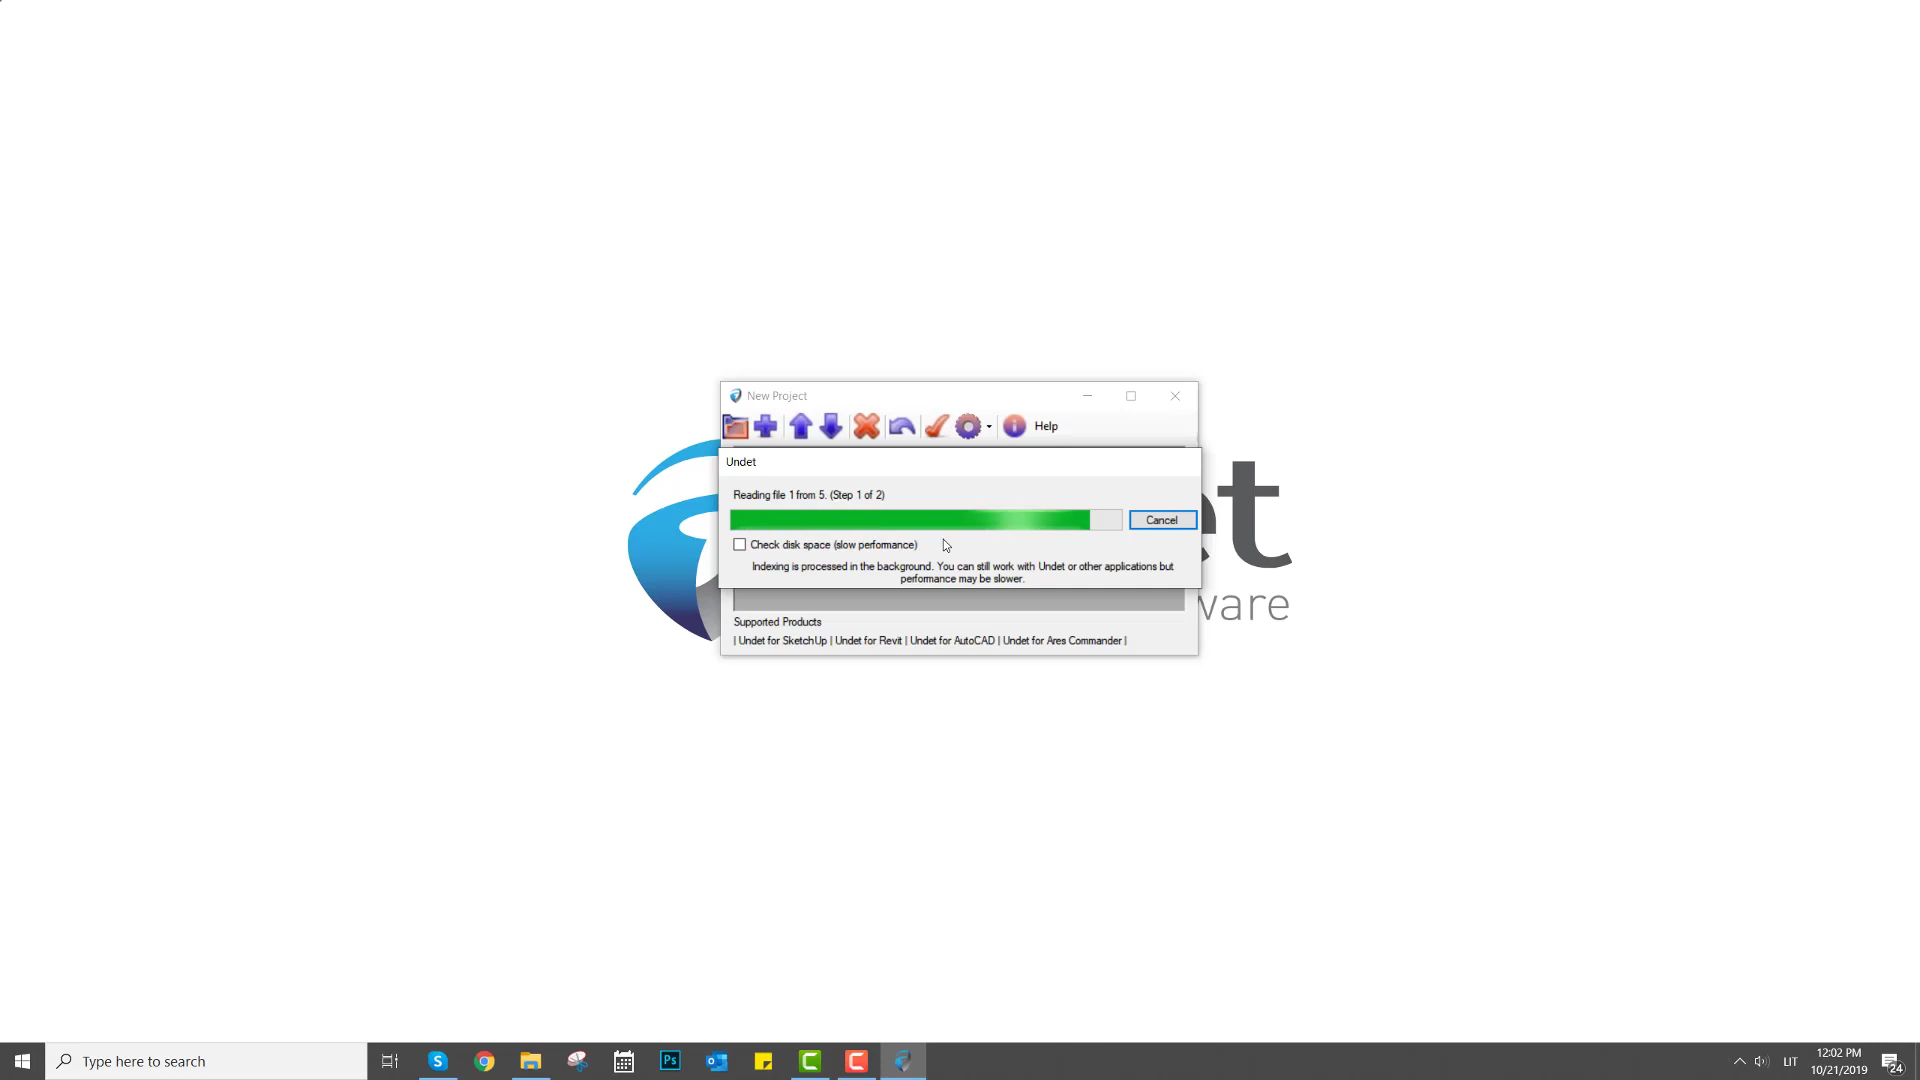 New Project
Help
Undet
Reading file 1 from 5. (Step 1 of 2)
Cancel
Check disk space (slow performance)
Indexing is processed in the background. You can still work with Undet or other applications but
performance may be slower.
Supported Products
| Undet for SketchUp | Undet for Revit | Undet for AutoCAD | Undet for Ares Commander |
et
ware
Type here to search
S
Ps
o
C
C
LIT
12:02 PM
10/21/2019
24